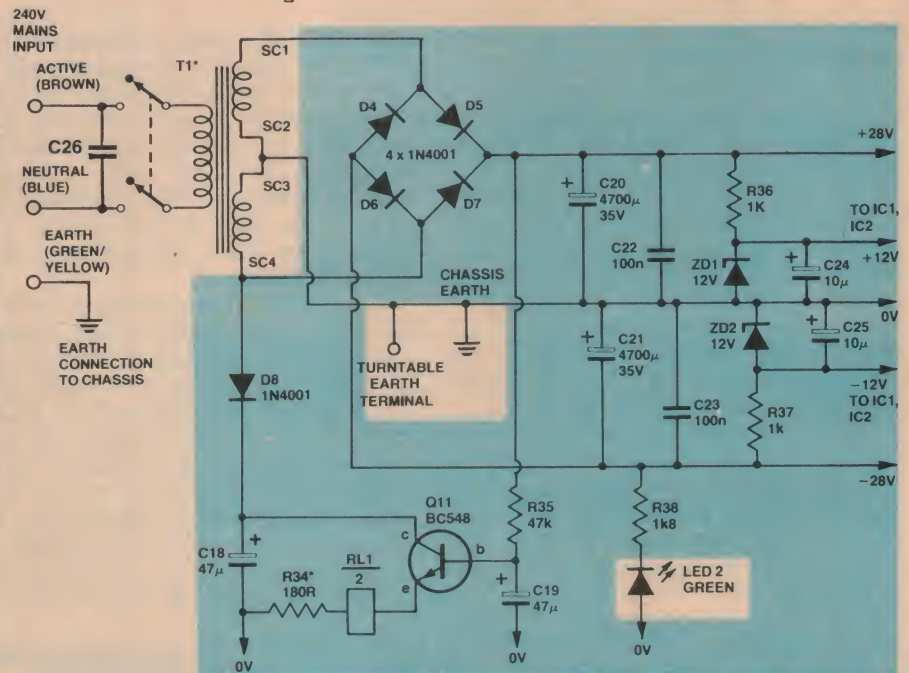 240V
MAINS
INPUT
ACTIVE
(BROWN)
C26
NEUTRAL
(BLUE)
EARTH
(GREEN/
YELLOW)
EARTH
CONNECTION
TO CHASSIS
T1*
SC1
SC2
SC3
SC4
D4
D5
4 x 1N4001
D6
D7
+28V
C20
4700µ
35V
R36
1K
TO IC1,
IC2
+12V
C22
100n
ZD1
12V
C24
10µ
CHASSIS
EARTH
0V
TURNTABLE
EARTH
TERMINAL
C21
4700µ
35V
ZD2
12V
C25
10µ
–12V
TO IC1,
IC2
C23
100n
R37
1k
–28V
D8
1N4001
Q11
BC548
R35
47k
R38
1k8
C18
47µ
R34*
180R
RL1
2
c
b
e
C19
47µ
LED 2
GREEN
0V
0V
0V
+
+
+
+
+
+